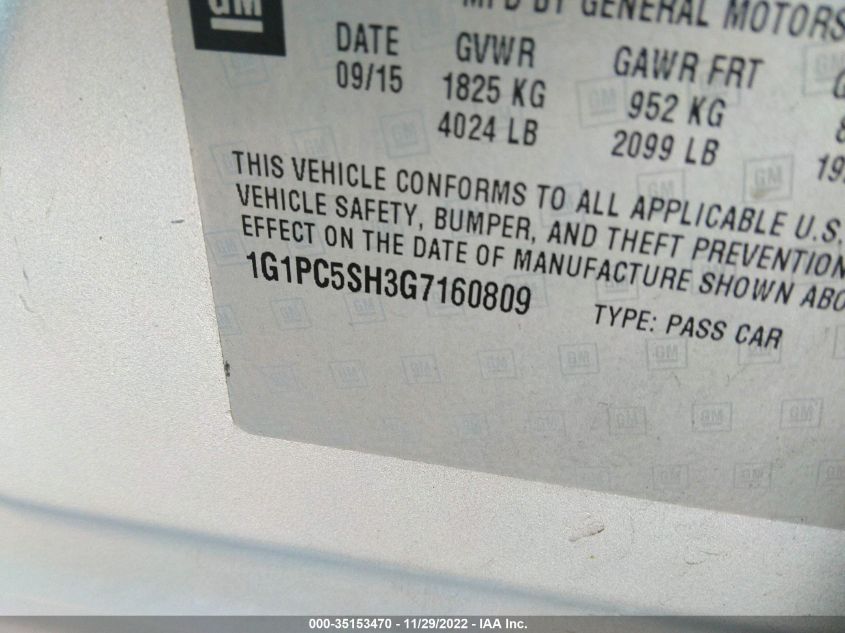 GM
MFD BY GENERAL MOTORS
DATE GVWR GAWR FRT
09/15 1825 KG 952 KG
4024 LB 2099 LB
THIS VEHICLE CONFORMS TO ALL APPLICABLE U.S.
VEHICLE SAFETY, BUMPER, AND THEFT PREVENTION
EFFECT ON THE DATE OF MANUFACTURE SHOWN ABO
1G1PC5SH3G7160809
TYPE: PASS CAR
000-35153470 - 11/29/2022 - IAA Inc.